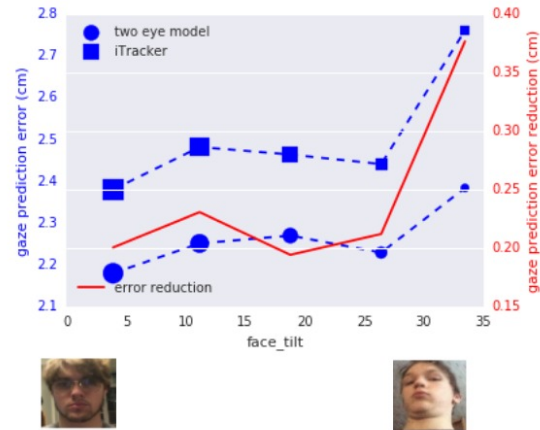 two eye model
iTracker
error reduction
gaze prediction error (cm)
2.8
2.7
2.6
2.5
2.4
2.3
2.2
2.1
gaze prediction error reduction (cm)
0.40
0.35
0.30
0.25
0.20
0.15
0 5 10 15 20 25 30 35
face_tilt